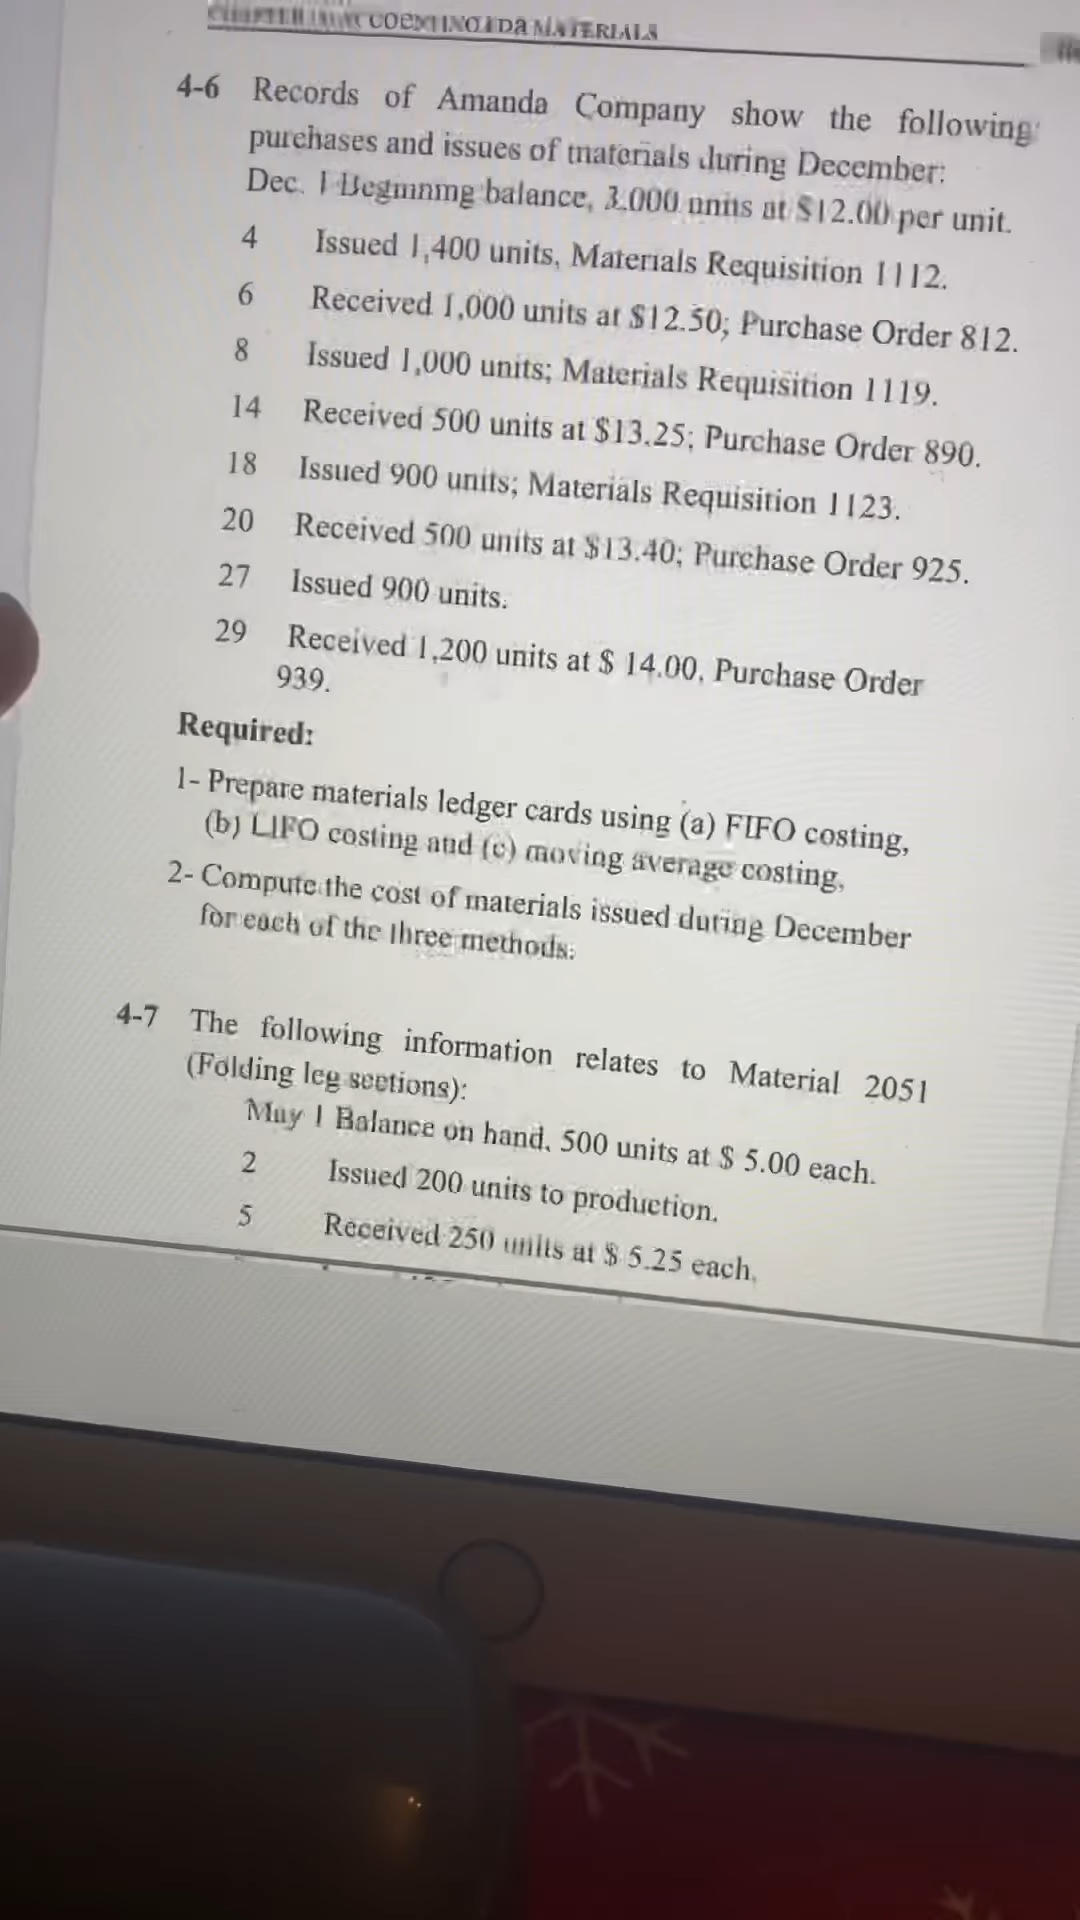 MATERIALS
4-6 Records of Amanda Company show the following
purchases and issues of materials during December:
Dec. 1 Beginning balance, 3.000 units at $12.00 per unit.
4 Issued 1,400 units, Materials Requisition 1112.
6 Received 1,000 units at $12.50; Purchase Order 812.
8 Issued 1,000 units; Materials Requisition 1119.
14 Received 500 units at $13.25; Purchase Order 890.
18 Issued 900 units; Materials Requisition 1123.
20 Received 500 units at $13.40; Purchase Order 925.
27 Issued 900 units.
29 Received 1,200 units at $ 14.00, Purchase Order
939.
Required:
1- Prepare materials ledger cards using (a) FIFO costing,
(b) LIFO costing and (c) moving average costing,
2- Compute the cost of materials issued during December
for each of the three methods.
4-7 The following information relates to Material 2051
(Folding leg sections):
May 1 Balance on hand, 500 units at $ 5.00 each.
2 Issued 200 units to production.
5 Received 250 units at $ 5.25 each.